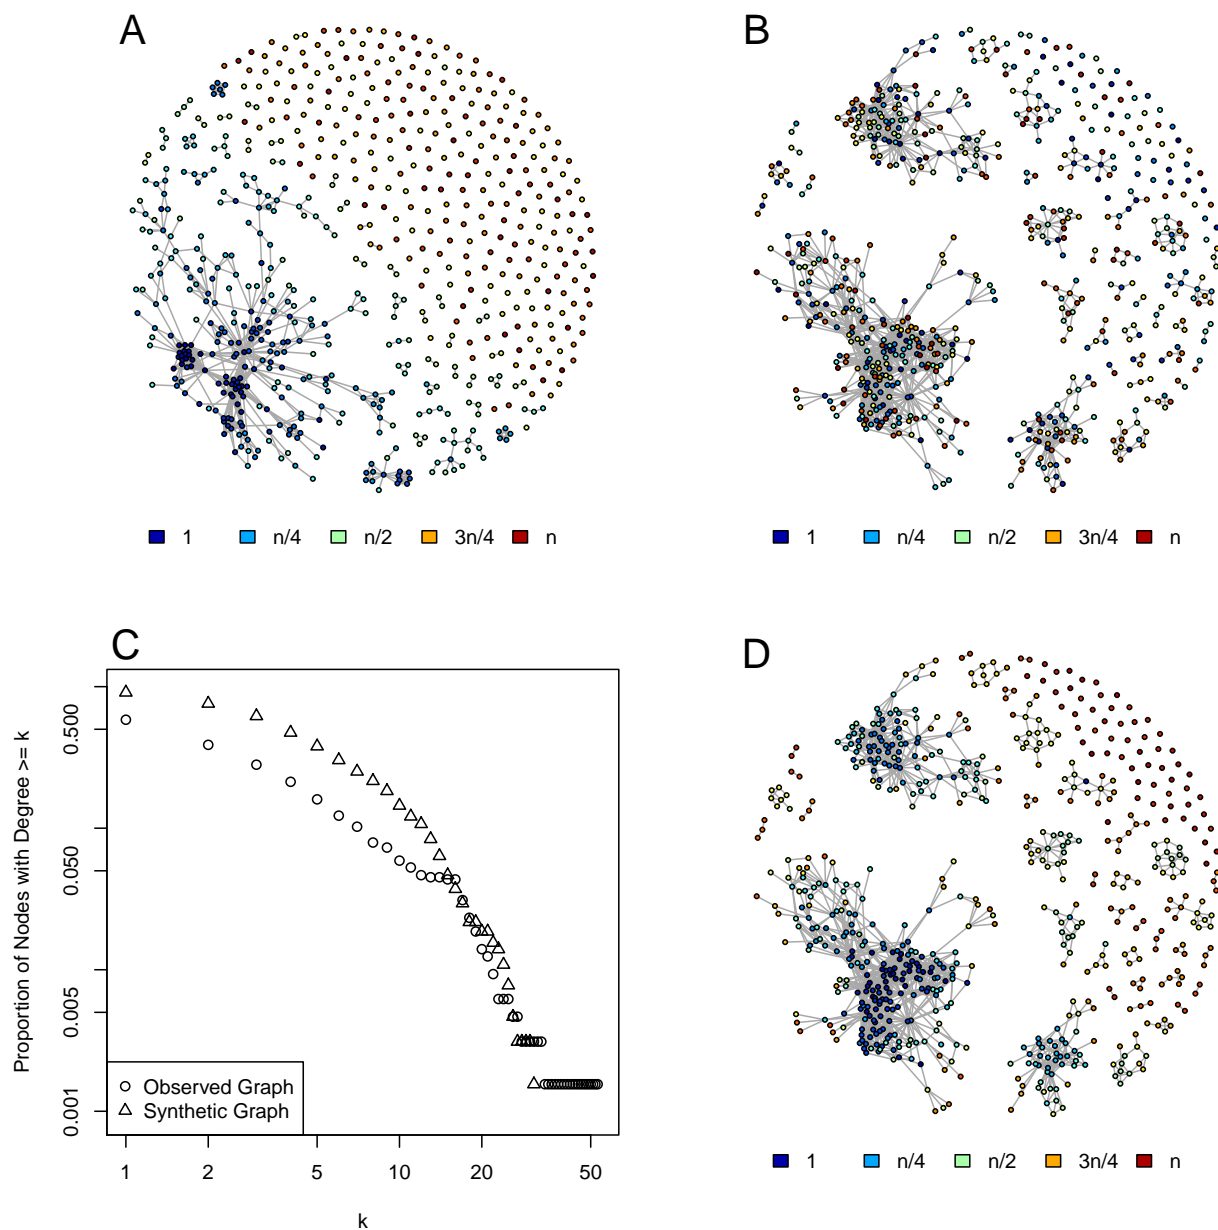 A
B
1 n/4 n/2 3n/4 n
1 n/4 n/2 3n/4 n
C
D
Proportion of Nodes with Degree >= k
0.500
0.050
0.005
0.001
Observed Graph
Synthetic Graph
1 2 5 10 20 50
k
1 n/4 n/2 3n/4 n